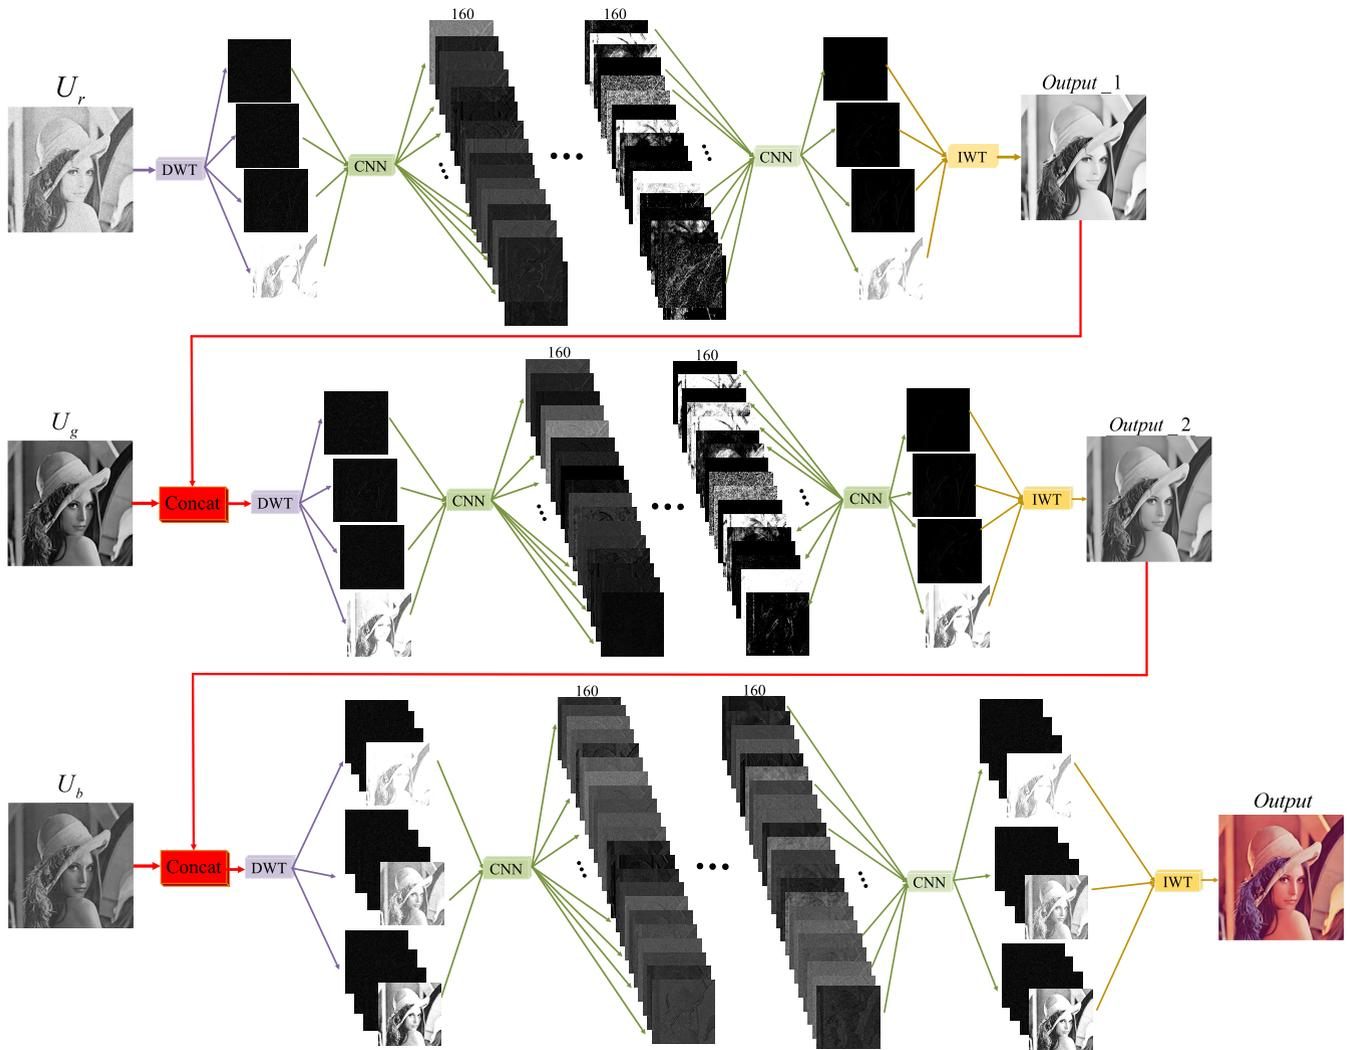 160
160
U_r
Output_1
DWT
CNN
•••
CNN
IWT
160
160
U_g
Output_2
Concat
DWT
CNN
•••
CNN
IWT
160
160
U_b
Output
Concat
DWT
CNN
•••
CNN
IWT